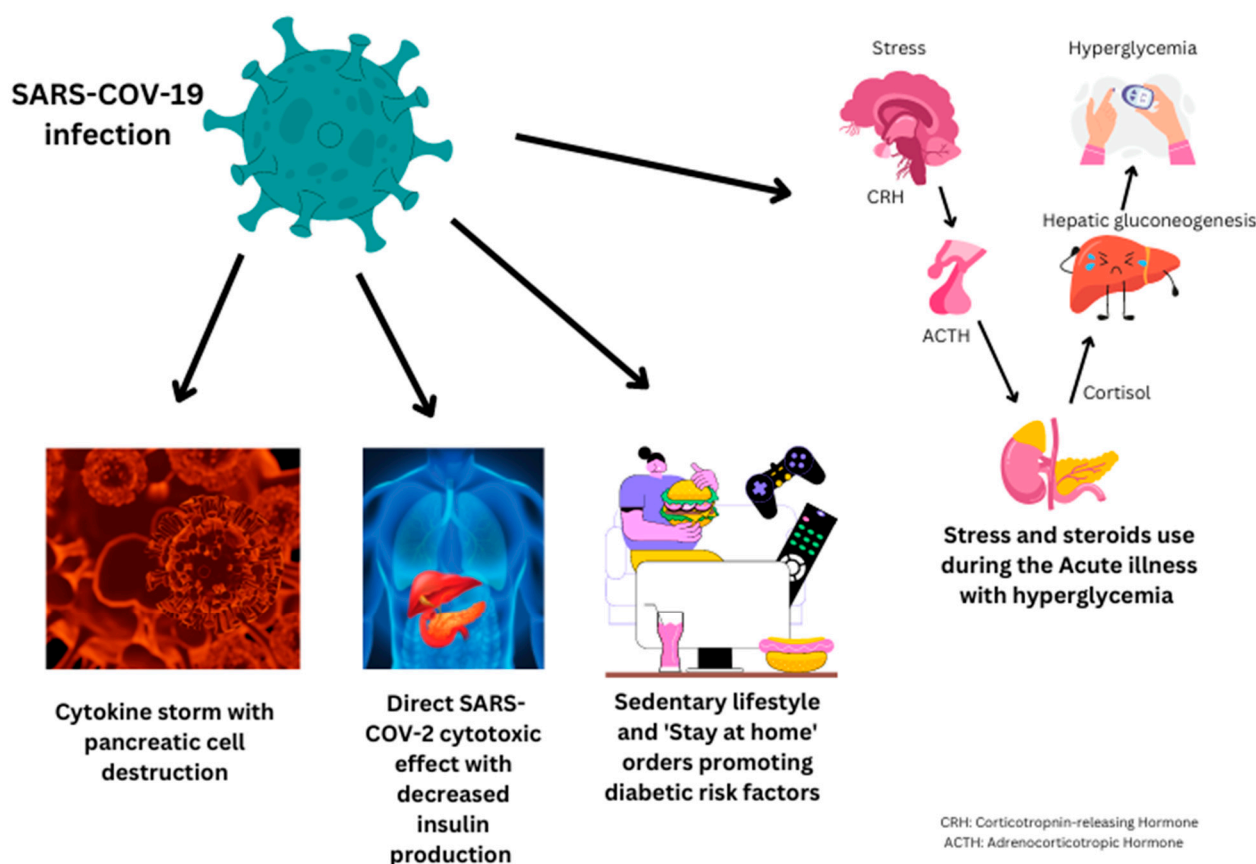 SARS-COV-19
infection
Stress
CRH
ACTH
Cortisol
Hepatic gluconeogenesis
Hyperglycemia
Stress and steroids use
during the Acute illness
with hyperglycemia
Cytokine storm with
pancreatic cell
destruction
Direct SARS-
COV-2 cytotoxic
effect with
decreased
insulin
production
Sedentary lifestyle
and 'Stay at home'
orders promoting
diabetic risk factors
CRH: Corticotropnin-releasing Hormone
ACTH: Adrenocorticotropic Hormone